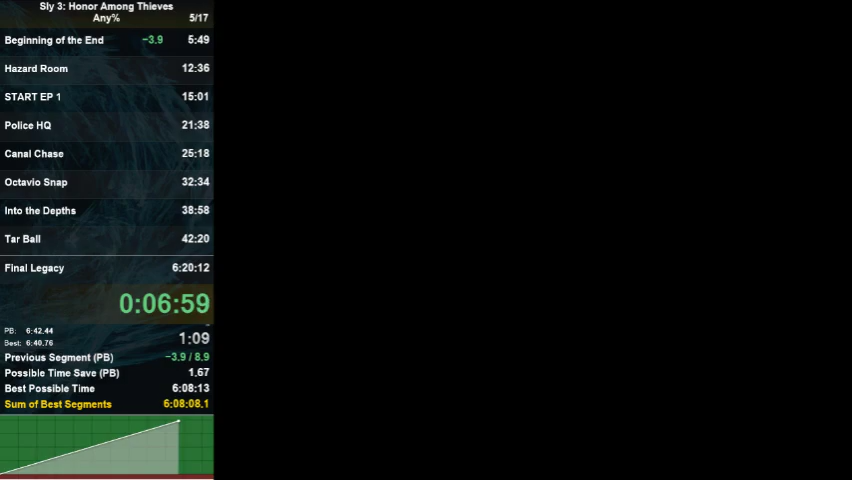 Sly 3: Honor Among Thieves
Any% 5/17
Beginning of the End −3.9 5:49
Hazard Room 12:36
START EP 1 15:01
Police HQ 21:38
Canal Chase 25:18
Octavio Snap 32:34
Into the Depths 38:58
Tar Ball 42:20
Final Legacy 6:20:12
0:06:59
PB: 6:42.44
Best: 6:40.76
1:09
Previous Segment (PB) −3.9 / 8.9
Possible Time Save (PB) 1.67
Best Possible Time 6:08:13
Sum of Best Segments 6:08:08.1